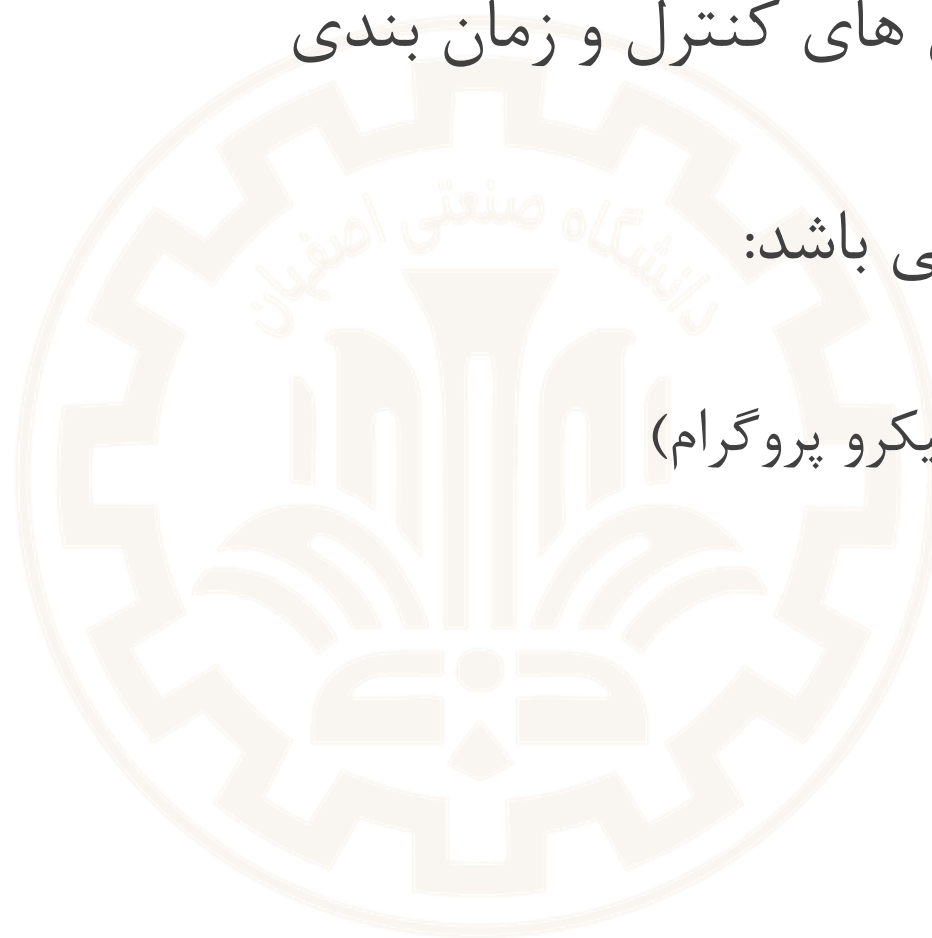 های کنترل و زمان بندی
دانشگاه صنعتی اصفهان
باشد:
پروگرام)